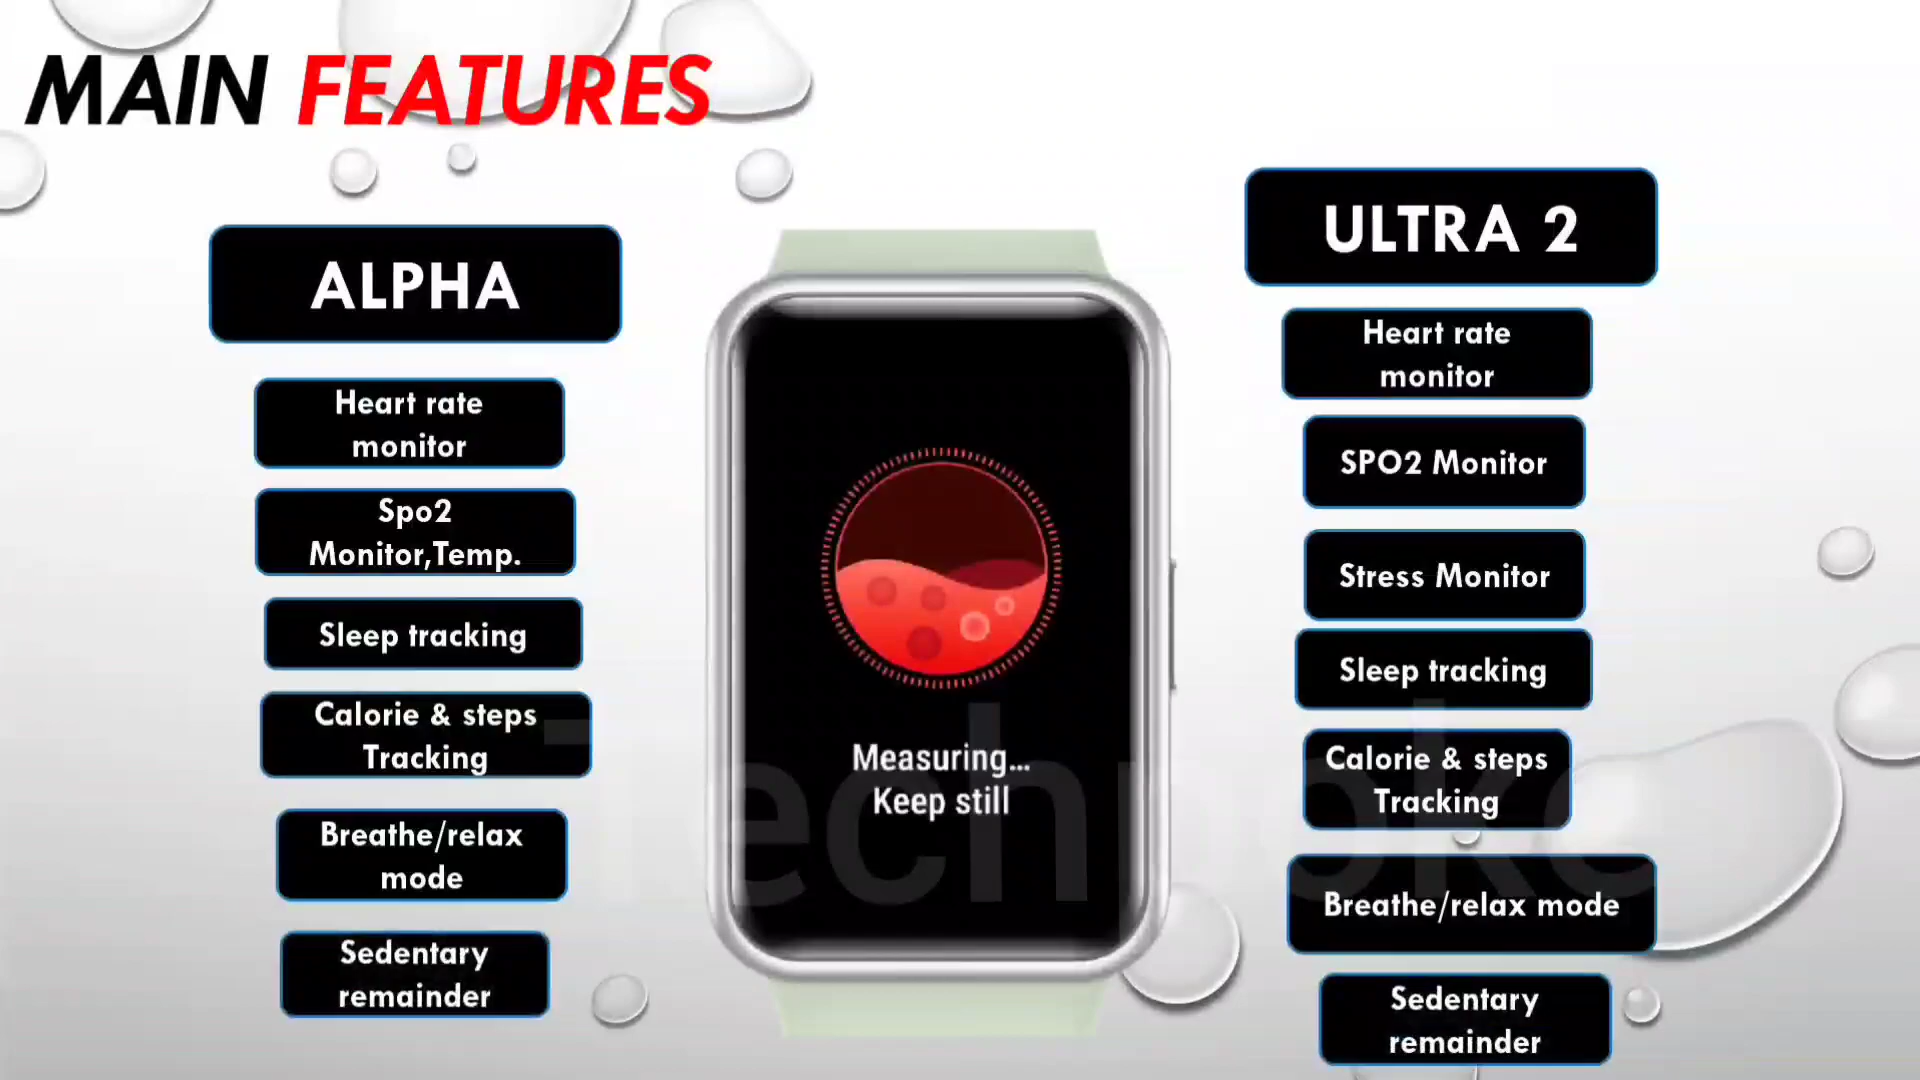 MAIN FEATURES
ALPHA
Heart rate
monitor
Spo2
Monitor,Temp.
Sleep tracking
Calorie & steps
Tracking
Breathe/relax
mode
Sedentary
remainder
Measuring...
Keep still
ULTRA 2
Heart rate
monitor
SPO2 Monitor
Stress Monitor
Sleep tracking
Calorie & steps
Tracking
Breathe/relax mode
Sedentary
remainder